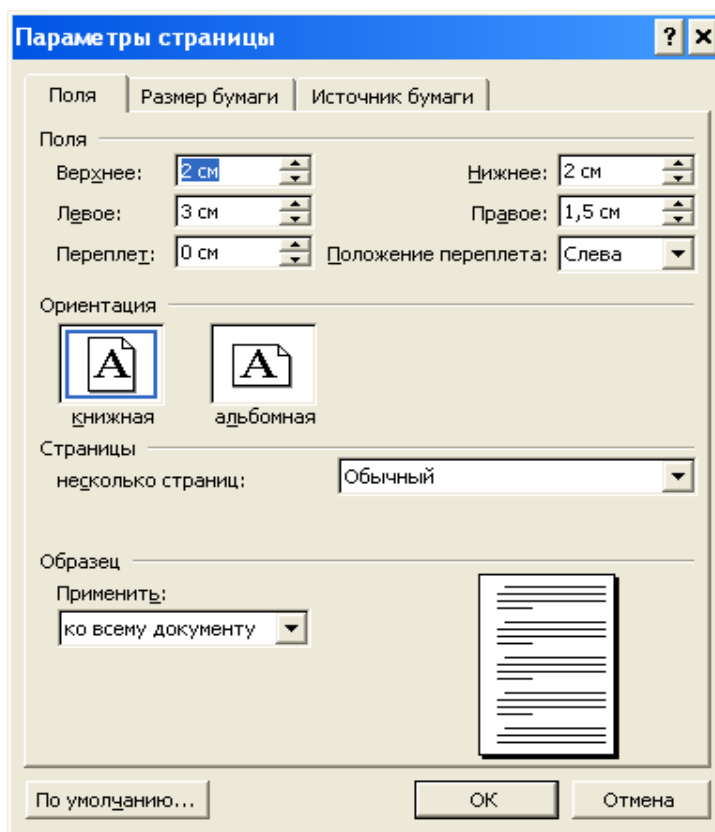 Параметры страницы
Поля Размер бумаги Источник бумаги
Поля
Верхнее: 2 см Нижнее: 2 см
Левое: 3 см Правое: 1,5 см
Переплет: 0 см Положение переплета: Слева
Ориентация
A A
книжная альбомная
Страницы
несколько страниц: Обычный
Образец
Применить:
ко всему документу
По умолчанию... ОК Отмена